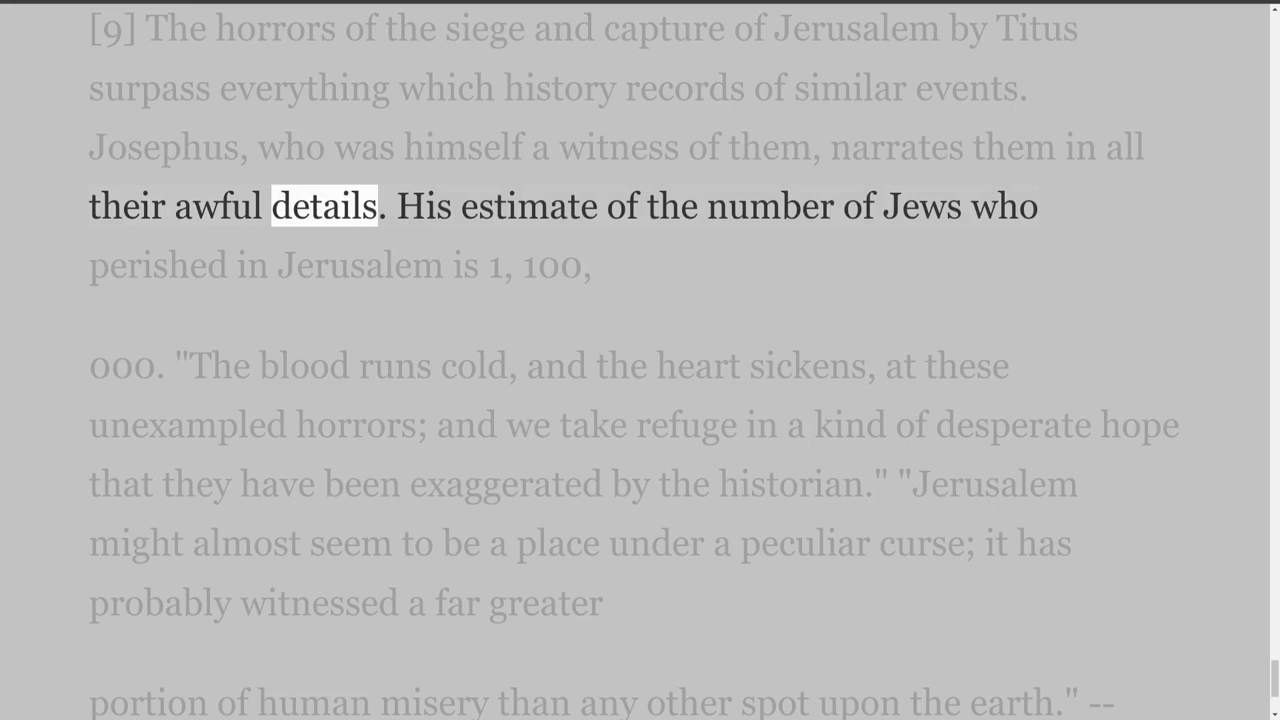 [9] The horrors of the siege and capture of Jerusalem by Titus
surpass everything which history records of similar events.
Josephus, who was himself a witness of them, narrates them in all
their awful details. His estimate of the number of Jews who
perished in Jerusalem is 1, 100,
000. "The blood runs cold, and the heart sickens, at these
unexampled horrors; and we take refuge in a kind of desperate hope
that they have been exaggerated by the historian." "Jerusalem
might almost seem to be a place under a peculiar curse; it has
probably witnessed a far greater
portion of human misery than any other spot upon the earth." --